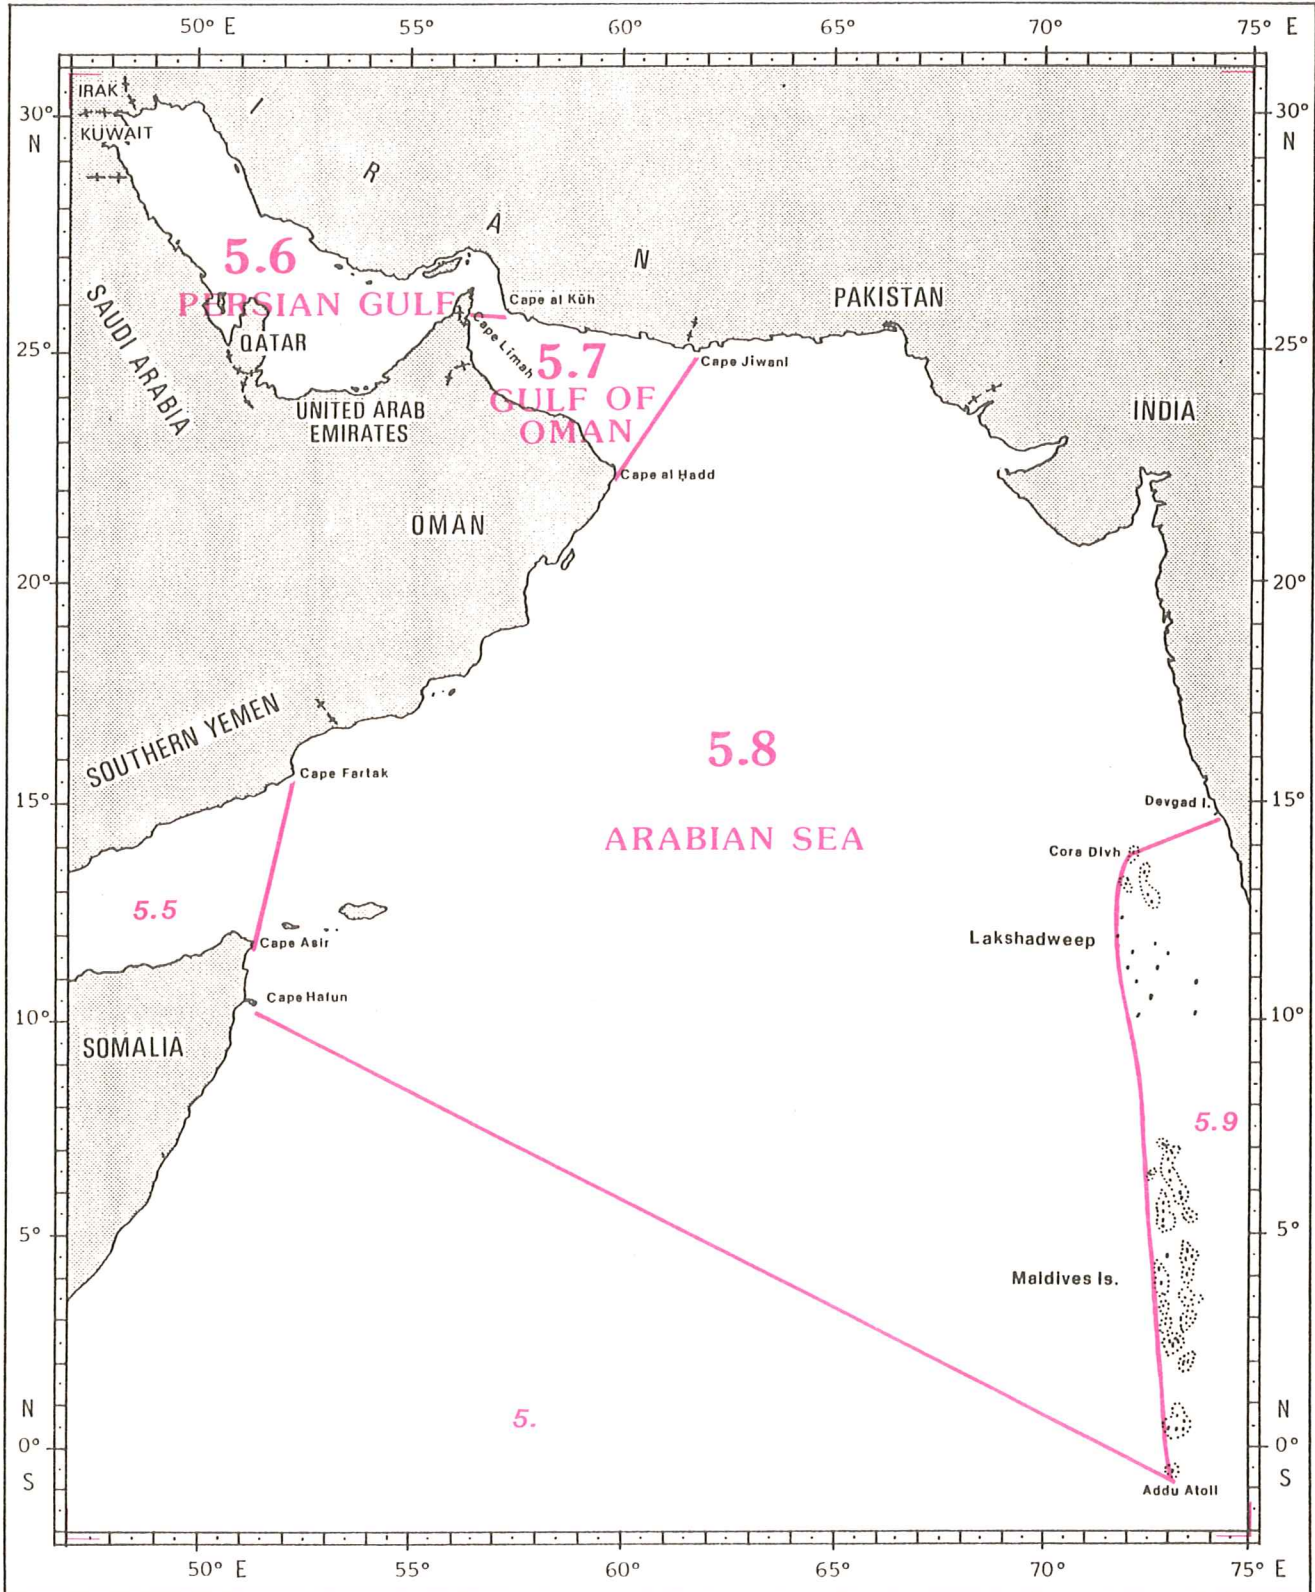 50° E 55° 60° 65° 70° 75° E
IRAK
30° 30°
N N
KUWAIT
I R A N
5.6
PERSIAN GULF
Cape al Kūh
PAKISTAN
SAUDI ARABIA
QATAR
Cape Limah
25° 25°
5.7
Cape Jiwani
GULF OF
OMAN
UNITED ARAB
EMIRATES
INDIA
Cape al Ḥadd
OMAN
20° 20°
SOUTHERN YEMEN
5.8
Cape Fartak
15° 15°
Devgad I.
ARABIAN SEA
Cora Divh
5.5
Cape Asir
Lakshadweep
Cape Hafun
10° 10°
SOMALIA
5.9
5° 5°
Maldives Is.
5.
N N
0° 0°
S S
Addu Atoll
50° E 55° 60° 65° 70° 75° E